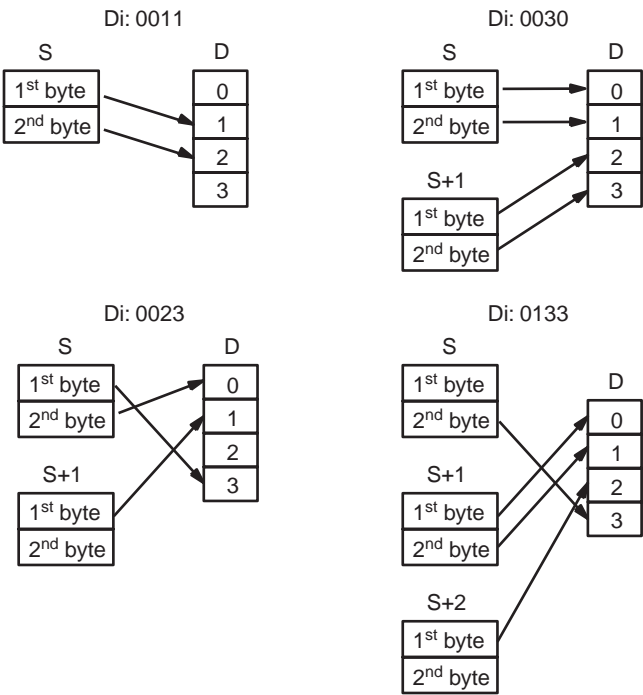 Di: 0011
S
D
1st byte
2nd byte
0
1
2
3
Di: 0030
S
D
1st byte
2nd byte
S+1
1st byte
2nd byte
0
1
2
3
Di: 0023
S
D
1st byte
2nd byte
S+1
1st byte
2nd byte
0
1
2
3
Di: 0133
S
1st byte
2nd byte
S+1
1st byte
2nd byte
S+2
1st byte
2nd byte
D
0
1
2
3